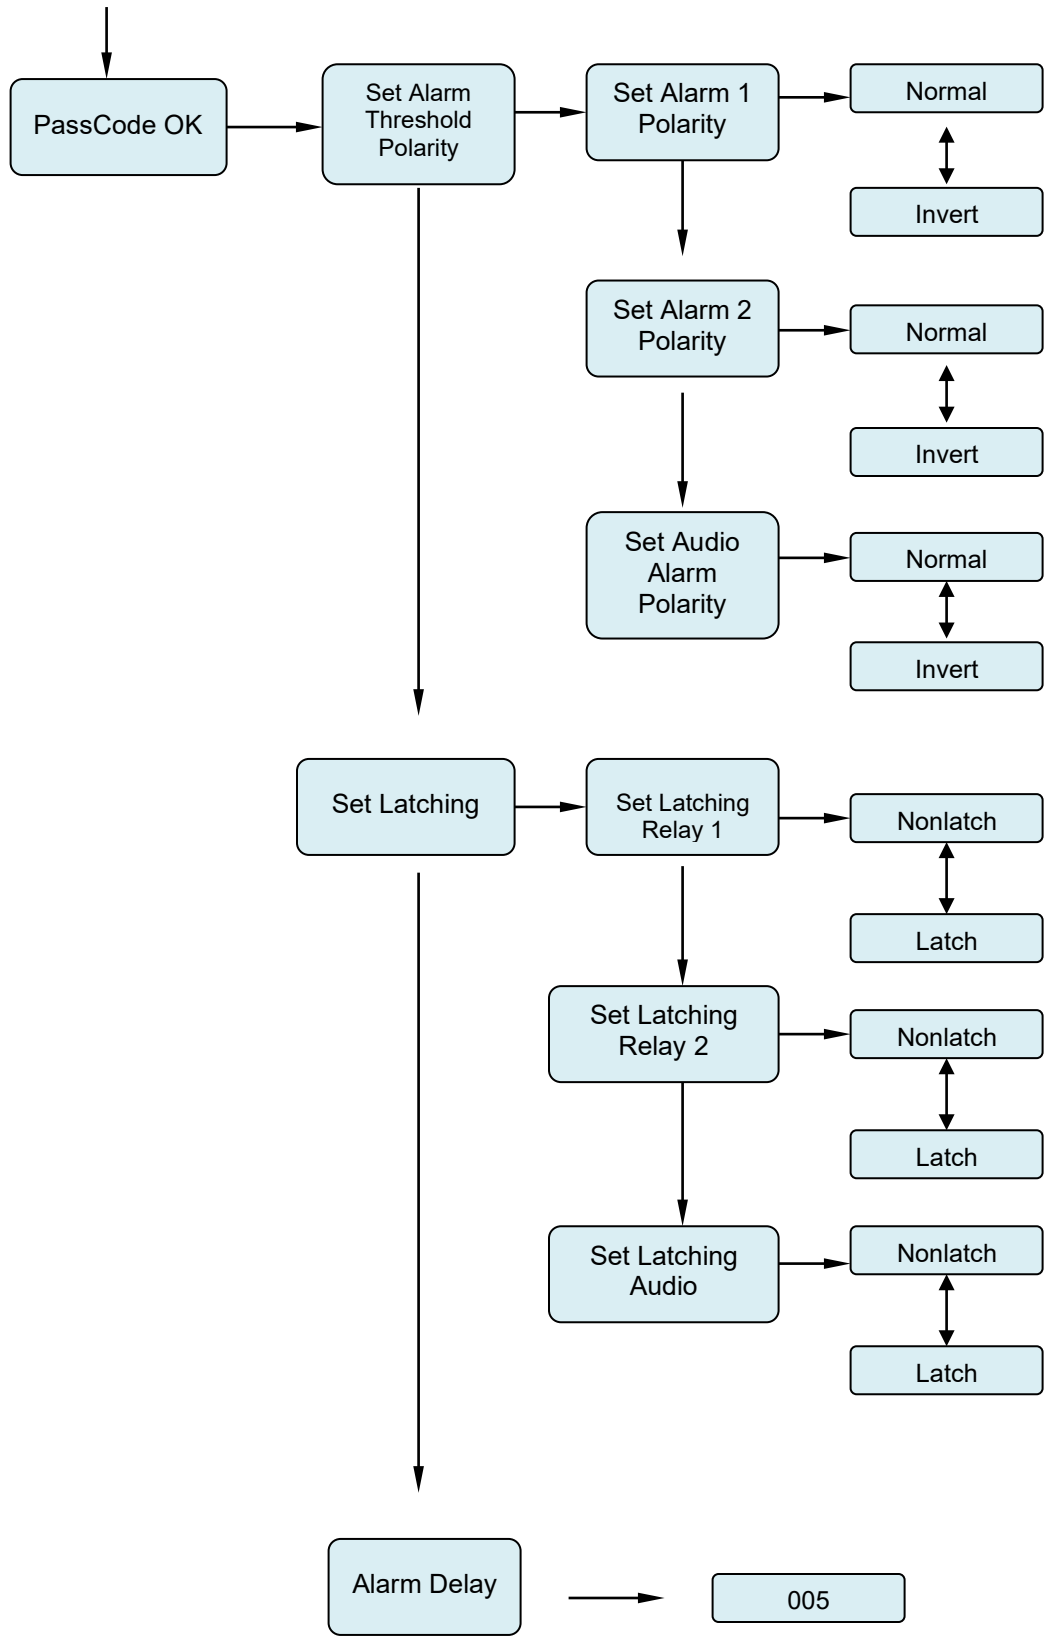 PassCode OK
Set Alarm
Threshold
Polarity
Set Alarm 1
Polarity
Normal
Invert
Set Alarm 2
Polarity
Normal
Invert
Set Audio
Alarm
Polarity
Normal
Invert
Set Latching
Set Latching
Relay 1
Nonlatch
Latch
Set Latching
Relay 2
Nonlatch
Latch
Set Latching
Audio
Nonlatch
Latch
Alarm Delay
005